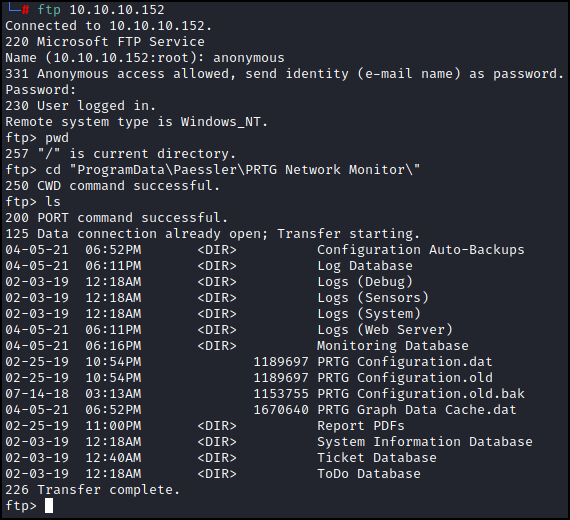 └─# ftp 10.10.10.152
Connected to 10.10.10.152.
220 Microsoft FTP Service
Name (10.10.10.152:root): anonymous
331 Anonymous access allowed, send identity (e-mail name) as password.
Password:
230 User logged in.
Remote system type is Windows_NT.
ftp> pwd
257 "/" is current directory.
ftp> cd "ProgramData\Paessler\PRTG Network Monitor\"
250 CWD command successful.
ftp> ls
200 PORT command successful.
125 Data connection already open; Transfer starting.
04-05-21  06:52PM       <DIR>          Configuration Auto-Backups
04-05-21  06:11PM       <DIR>          Log Database
02-03-19  12:18AM       <DIR>          Logs (Debug)
02-03-19  12:18AM       <DIR>          Logs (Sensors)
02-03-19  12:18AM       <DIR>          Logs (System)
04-05-21  06:11PM       <DIR>          Logs (Web Server)
04-05-21  06:16PM       <DIR>          Monitoring Database
02-25-19  10:54PM              1189697 PRTG Configuration.dat
02-25-19  10:54PM              1189697 PRTG Configuration.old
07-14-18  03:13AM              1153755 PRTG Configuration.old.bak
04-05-21  06:52PM              1670640 PRTG Graph Data Cache.dat
02-25-19  11:00PM       <DIR>          Report PDFs
02-03-19  12:18AM       <DIR>          System Information Database
02-03-19  12:40AM       <DIR>          Ticket Database
02-03-19  12:18AM       <DIR>          ToDo Database
226 Transfer complete.
ftp>